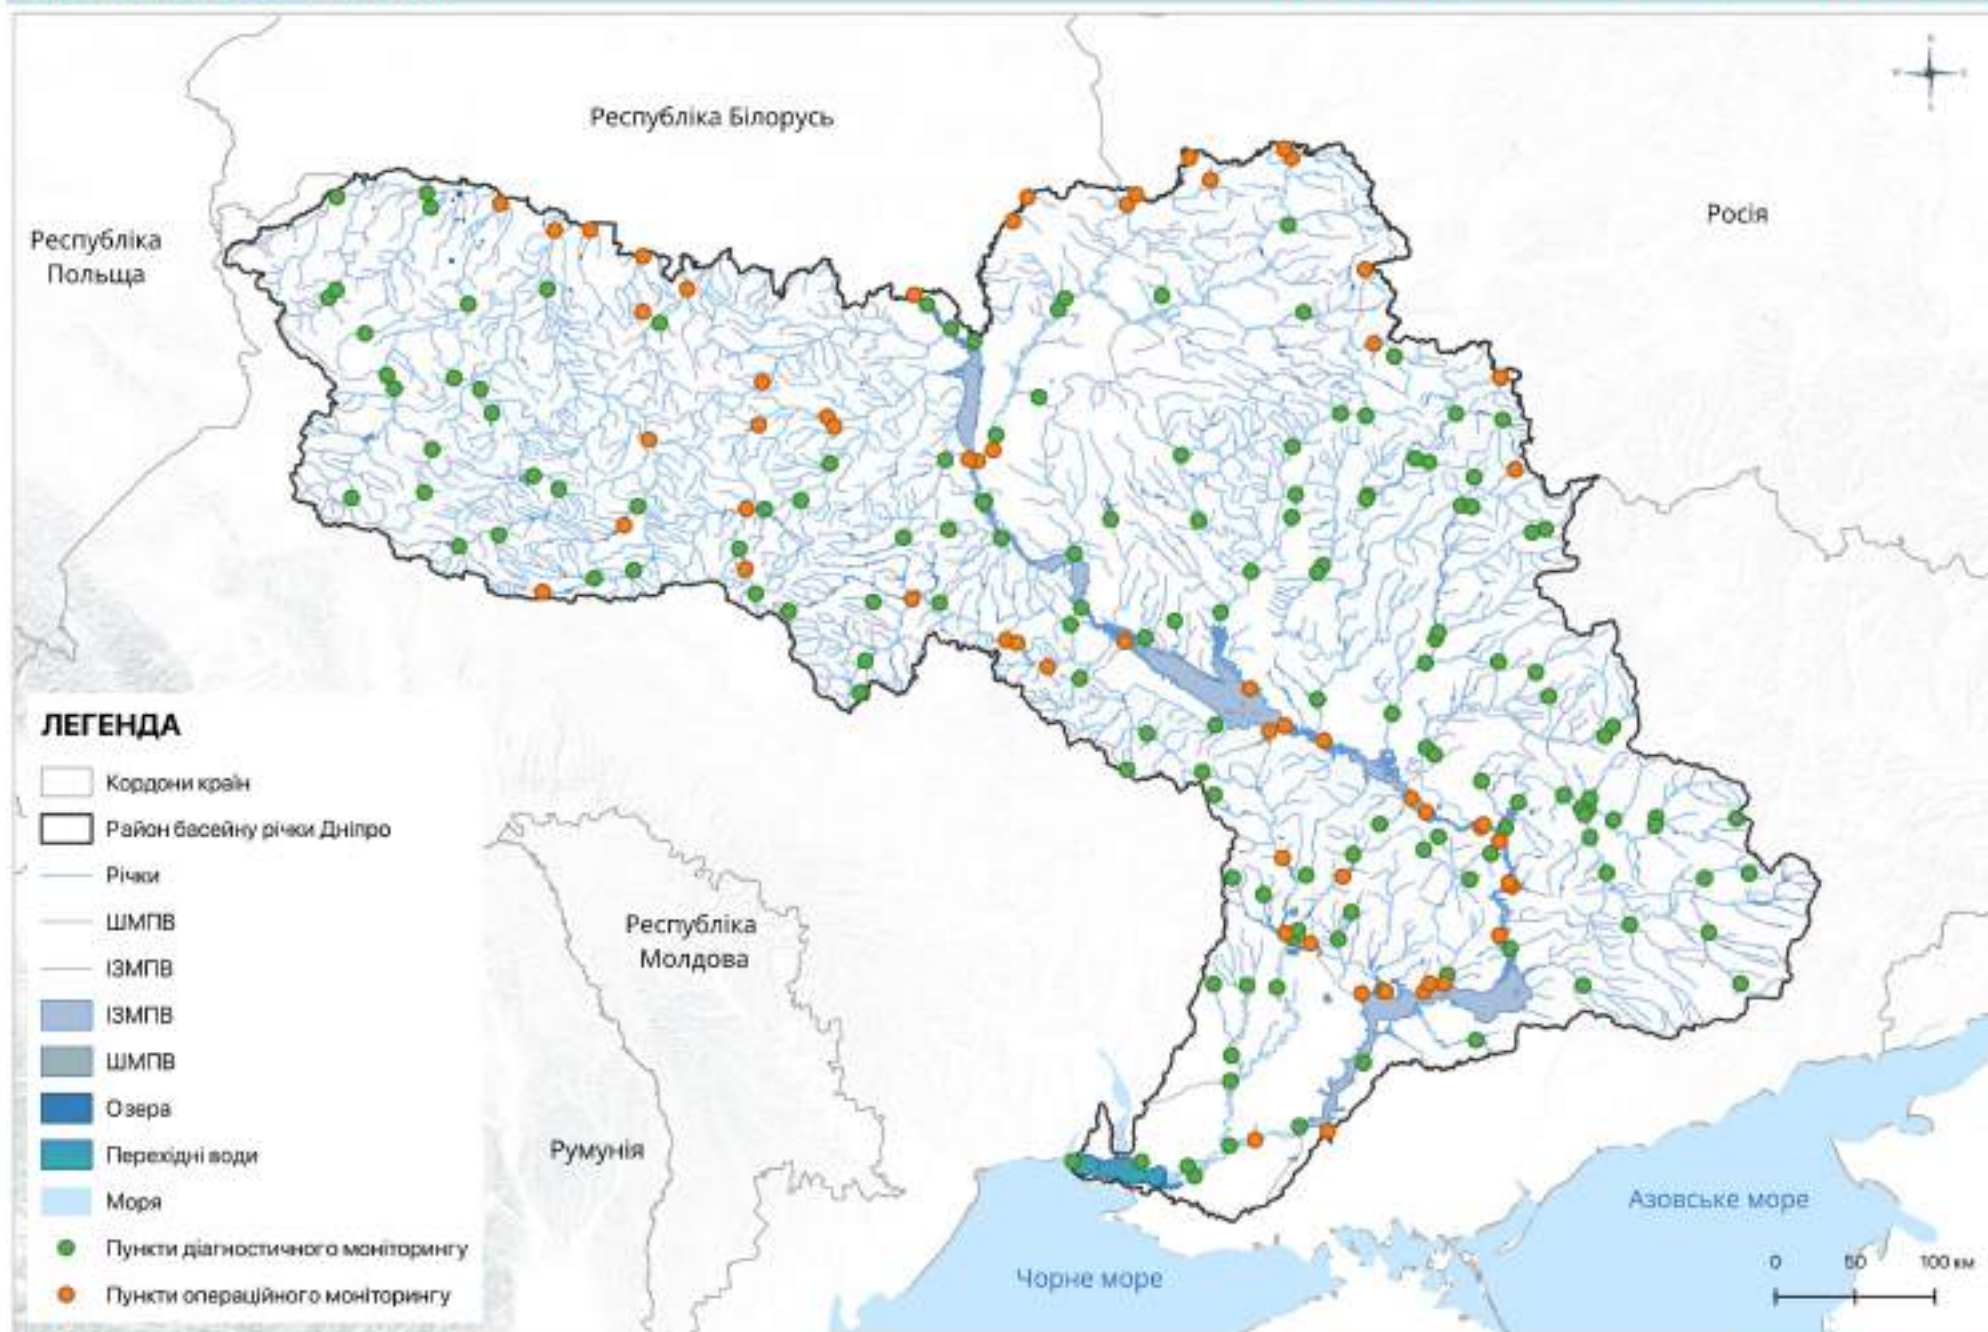 Республіка Білорусь
Росія
Республіка
Польща
ЛЕГЕНДА
Кордони країн
Район басейну річки Дніпро
Річки
ШМПВ
ІЗМПВ
ІЗМПВ
ШМПВ
Озера
Перехідні води
Моря
Пункти діагностичного моніторингу
Пункти операційного моніторингу
Республіка
Молдова
Румунія
Азовське море
Чорне море
0 50 100 км